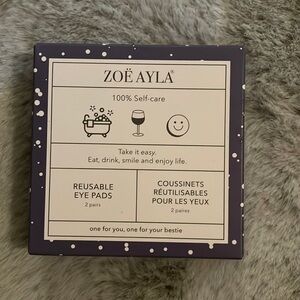 ZOË AYLA®
100% Self-care
Take it easy.
Eat, drink, smile and enjoy life.
REUSABLE
EYE PADS
2 pairs
COUSSINETS
RÉUTILISABLES
POUR LES YEUX
2 paires
one for you, one for your bestie